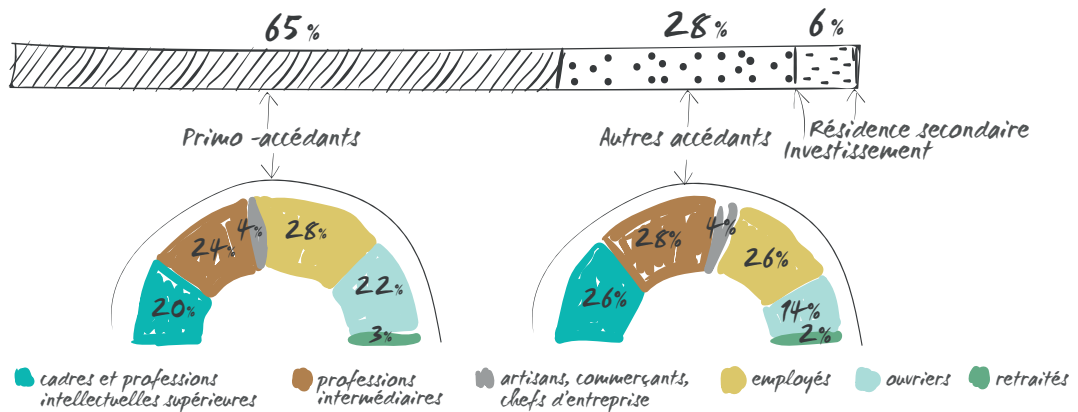 65%
28%
6%
Primo -accédants
Autres accédants
Résidence secondaire
Investissement
20%
24%
4%
28%
22%
3%
26%
28%
4%
26%
14%
2%
cadres et professions
intellectuelles supérieures
professions
intermédiaires
artisans, commerçants,
chefs d'entreprise
employés
ouvriers
retraités